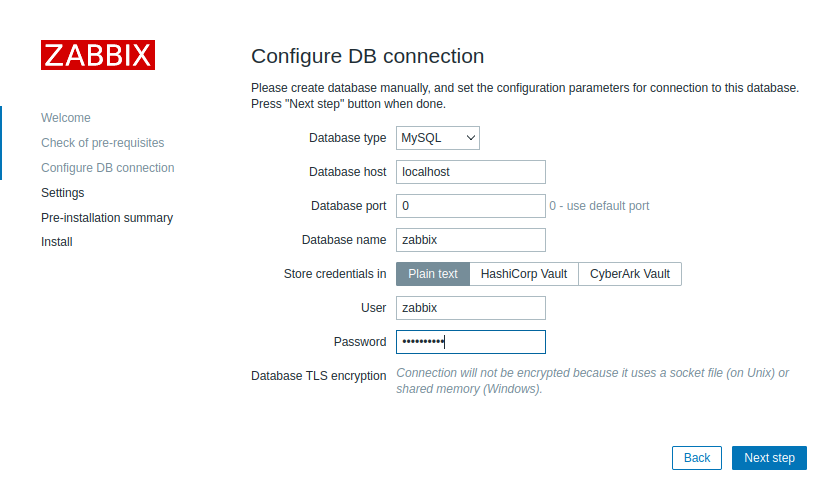 ZABBIX
Welcome
Check of pre-requisites
Configure DB connection
Settings
Pre-installation summary
Install
Configure DB connection
Please create database manually, and set the configuration parameters for connection to this database.
Press "Next step" button when done.
Database type MySQL
Database host localhost
Database port 0 0 - use default port
Database name zabbix
Store credentials in Plain text HashiCorp Vault CyberArk Vault
User zabbix
Password ••••••••••
Database TLS encryption Connection will not be encrypted because it uses a socket file (on Unix) or
shared memory (Windows).
Back Next step